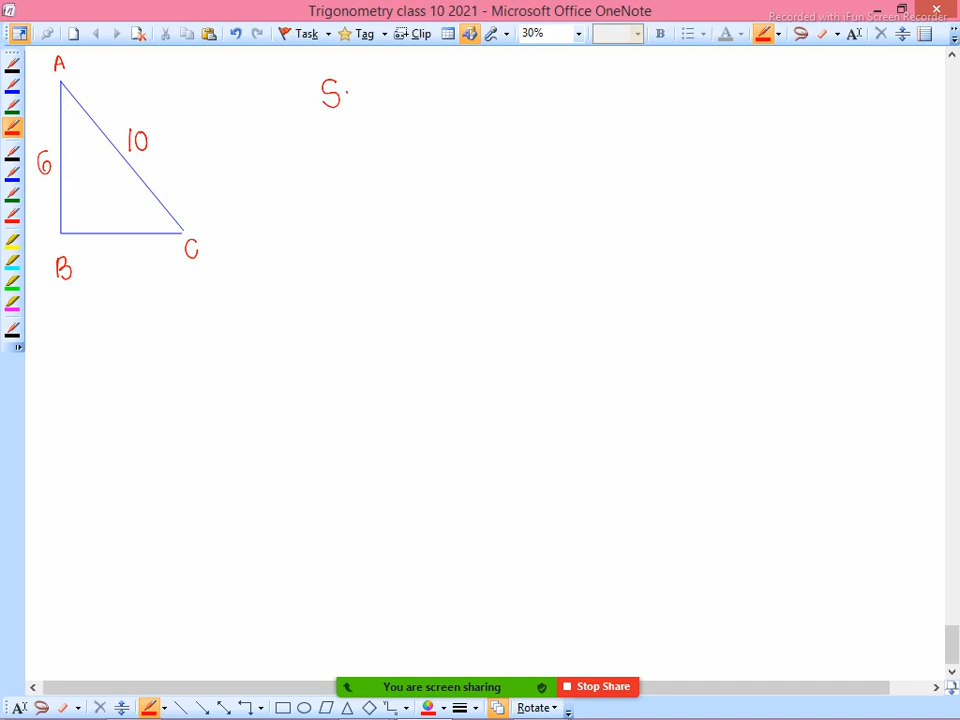 Trigonometry class 10 2021 - Microsoft Office OneNote
Recorded with iFun Screen Recorder
Task Tag Clip 30% B A A
A
S
10
6
C
B
You are screen sharing Stop Share
A Rotate